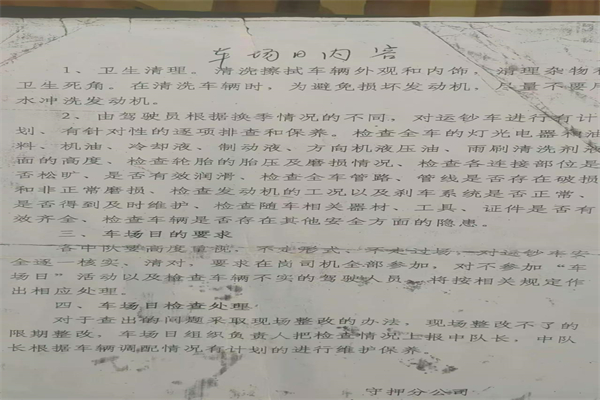 车场日内容
1、卫生清理。清洗擦拭车辆外观和内饰，清理杂物和
卫生死角。在清洗车辆时，为避免损坏发动机，尽量不要用
水冲洗发动机。
2、由驾驶员根据换季情况的不同，对运钞车进行有计
划、有针对性的逐项排查和保养。检查全车的灯光电器和油
料、机油、冷却液、制动液、方向机液压油、雨刷清洗剂液
面的高度、检查轮胎的胎压及磨损情况、检查各连接部位是
否松旷、是否有效润滑、检查全车管路、管线是否存在破损
和非正常磨损、检查发动机的工况以及刹车系统是否正常、
是否得到及时维护、检查随车相关器材、工具、证件是否有
效齐全、检查车辆是否存在其他安全方面的隐患。
三、车场日的要求
各中队要高度重视，不走形式、不走过场，对运钞车安
全逐一核实、清对，要求在岗司机全部参加。对不参加“车
场日”活动以及检查车辆不实的驾驶人员，将按相关规定作
出相应处理。
四、车场日检查处理
对于查出的问题采取现场整改的办法，现场整改不了的
限期整改，车场日组织负责人把检查情况上报中队长，中队
长根据车辆调配情况有计划的进行维护保养。
守押分公司